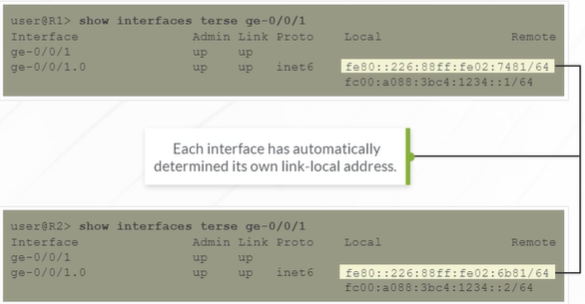 user@R1> show interfaces terse ge-0/0/1
Interface Admin Link Proto Local Remote
ge-0/0/1 up up
ge-0/0/1.0 up up inet6 fe80::226:88ff:fe02:7481/64
fc00:a088:3bc4:1234::1/64
Each interface has automatically
determined its own link-local address.
user@R2> show interfaces terse ge-0/0/1
Interface Admin Link Proto Local Remote
ge-0/0/1 up up
ge-0/0/1.0 up up inet6 fe80::226:88ff:fe02:6b81/64
fc00:a088:3bc4:1234::2/64